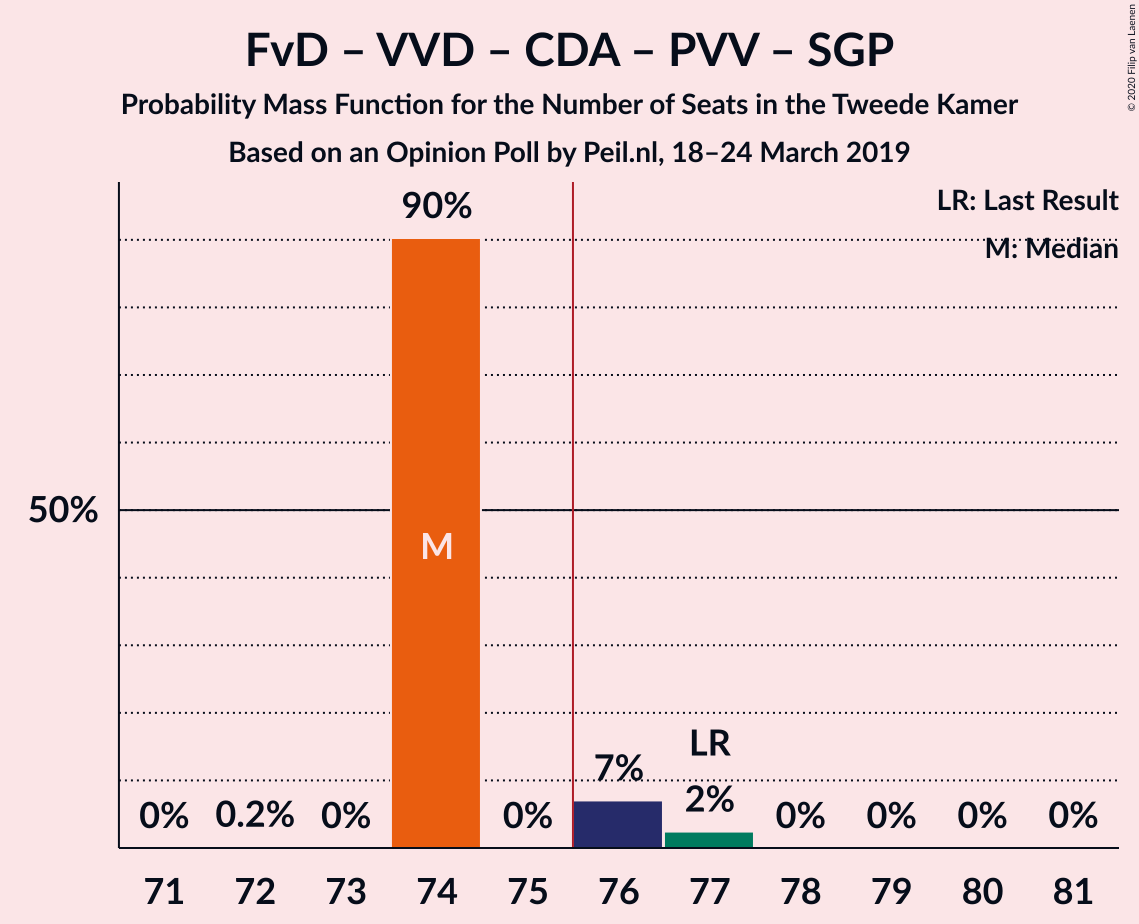 FvD – VVD – CDA – PVV – SGP
Probability Mass Function for the Number of Seats in the Tweede Kamer
Based on an Opinion Poll by Peil.nl, 18–24 March 2019
© 2020 Filip van Laenen
LR: Last Result
M: Median
90%
50%
M
LR
0% 0.2% 0% 0% 7% 2% 0% 0% 0% 0%
71 72 73 74 75 76 77 78 79 80 81